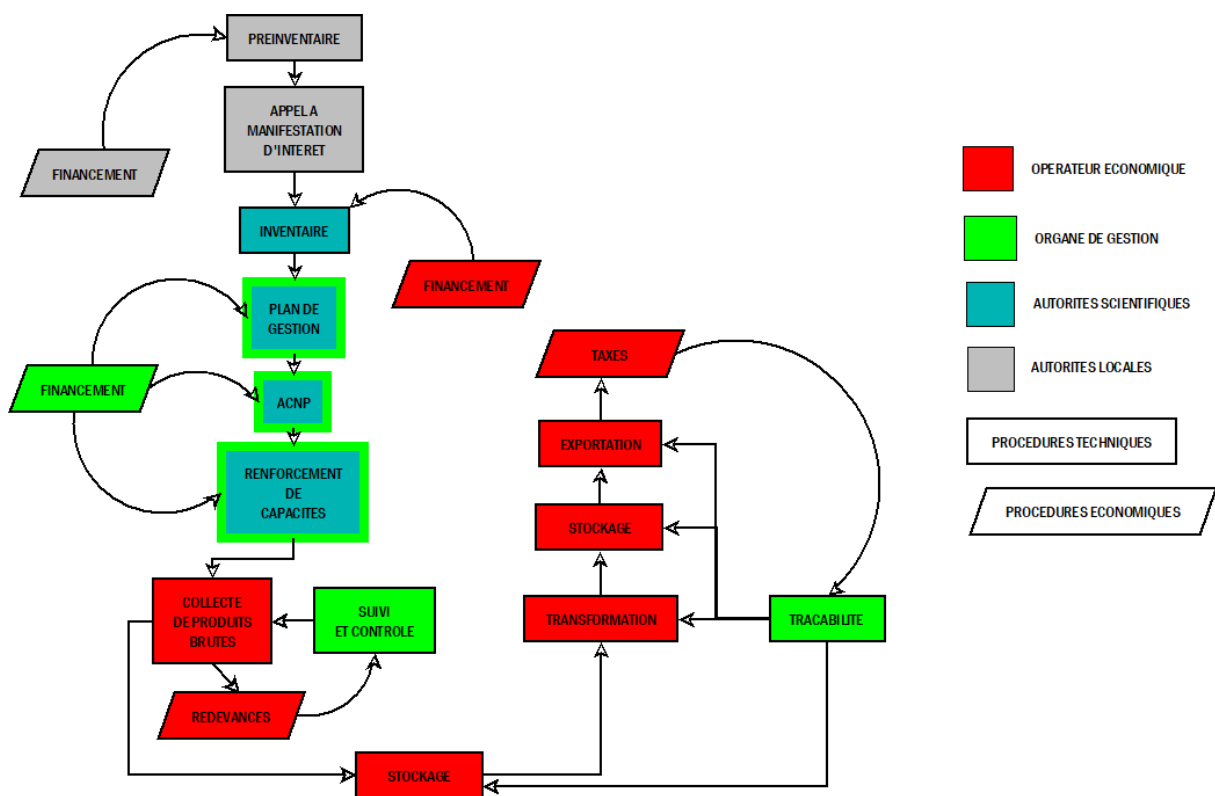 PREINVENTAIRE
APPEL A
MANIFESTATION
D'INTERET
FINANCEMENT
INVENTAIRE
FINANCEMENT
PLAN DE
GESTION
FINANCEMENT
ACNP
RENFORCEMENT
DE
CAPACITES
COLLECTE
DE PRODUITS
BRUTES
SUIVI
ET CONTROLE
REDEVANCES
STOCKAGE
TAXES
EXPORTATION
STOCKAGE
TRANSFORMATION
TRACABILITE
OPERATEUR ECONOMIQUE
ORGANE DE GESTION
AUTORITES SCIENTIFIQUES
AUTORITES LOCALES
PROCEDURES TECHNIQUES
PROCEDURES ECONOMIQUES